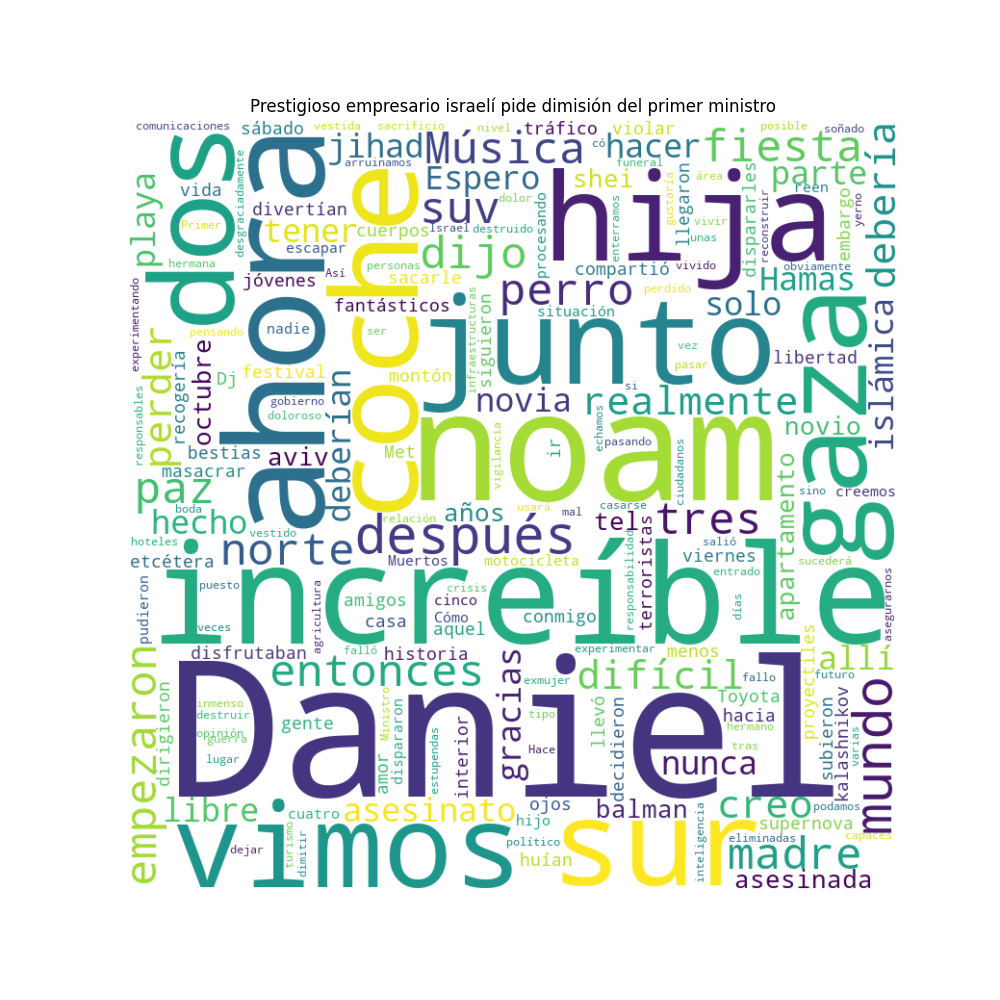 Prestigioso empresario israelí pide dimisión del primer ministro
comunicaciones sábado vestida sacrificio nivel tráfico violar posible soñado
jihad Música có hacer fiesta
arruinamos funeral área parte
playa vida desgraciadamente Espero dolor shei gustaría llegaron reen
dos ahora coche hija debería
divertían suv enterramos vivir dispararles embargo yerno
Primer tener cuerpos Israel destruido procesando unas reconstruir
escapar dijo
hermana Así personas sacarle compartió vivido obviamente
jóvenes perro perdido Hamas
fantásticos situación solo
experimentando pensando nadie ser infraestructuras siguieron junto gaza islámica
perder octubre vez libertad
recogería Dj festival montón si pasar
novia realmente
gobierno novio
responsables doloroso noam
bestias aviv Met vigilancia ir echamos pasando ciudadanos
masacrar deberían
paz creemos
boda relación años usara mal casarse sino
hecho vestido tels tres apartamento
hoteles norte después salió
etcétera Muertos motocicleta terroristas viernes sucederá
increíble
pudieron puesto crisis responsabilidad entrado asegurarnos
veces agricultura amigos cinco días
casa Cómo conmigo
aquel
disfrutaban falló historia experimentar menos allí
empezaron entonces exmujer difícil fallo futuro
dirigieron inmenso Ministro gracias tipo llevó Toyota proyectiles
destruir gente hacia kalashnikov mundo
opinión guerra amor dispararon estupendas interior hermano subieron
lugar Hace decidieron tras varias
Daniel nunca
libre cuatro asesinato ojos balman creo podamos
hijo supernova
vimos político sur inteligencia eliminadas capaces
dejar turismo dimitir huían madre
asesinada